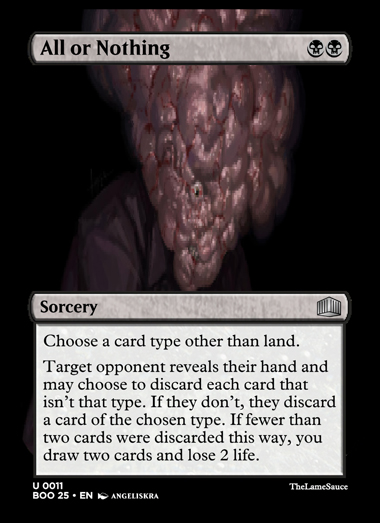 All or Nothing
Sorcery
Choose a card type other than land.
Target opponent reveals their hand and
may choose to discard each card that
isn't that type. If they don't, they discard
a card of the chosen type. If fewer than
two cards were discarded this way, you
draw two cards and lose 2 life.
U 0011
BOO 25 • EN ANGELISKRA
TheLameSauce